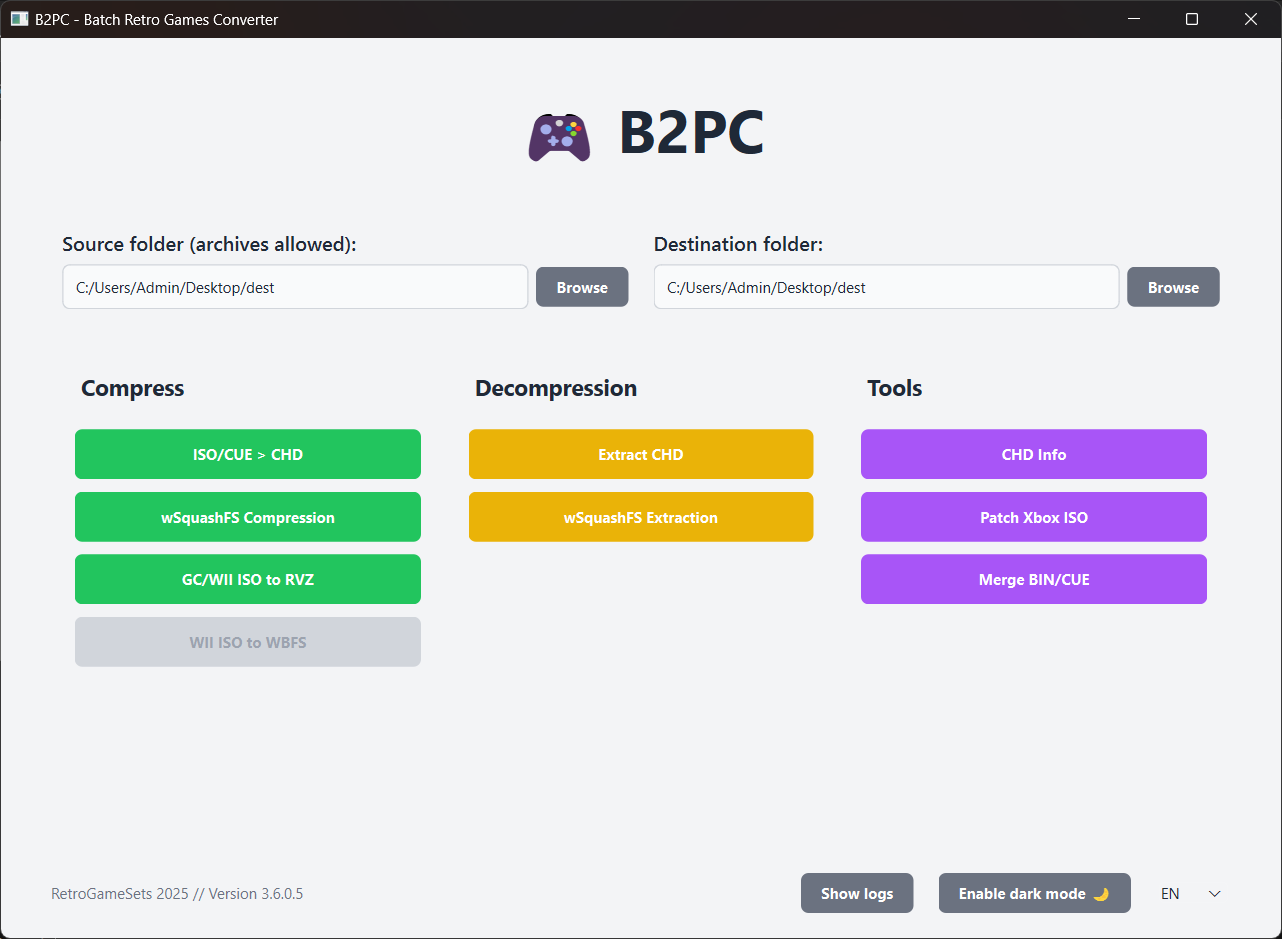 B2PC - Batch Retro Games Converter
B2PC
Source folder (archives allowed):
Destination folder:
C:/Users/Admin/Desktop/dest
Browse
C:/Users/Admin/Desktop/dest
Browse
Compress
Decompression
Tools
ISO/CUE > CHD
Extract CHD
CHD Info
wSquashFS Compression
wSquashFS Extraction
Patch Xbox ISO
GC/WII ISO to RVZ
Merge BIN/CUE
WII ISO to WBFS
RetroGameSets 2025 // Version 3.6.0.5
Show logs
Enable dark mode 🌙
EN